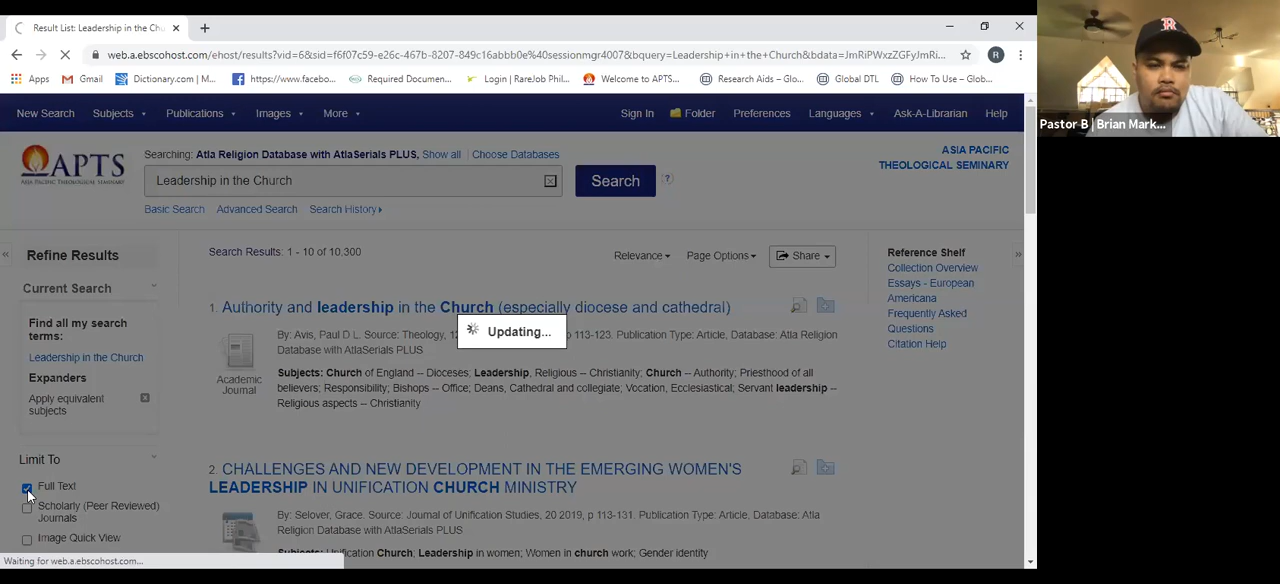 Result List: Leadership in the Chu
web.a.ebscohost.com/ehost/results?vid=6&sid=f6f07c59-e26c-467b-8207-849c16abbb0e%40sessionmgr4007&bquery=Leadership+in+the+Church&bdata=JmRiPWxzZGFyJmRi...
R
Apps Gmail Dictionary.com | M... https://www.facebo... Required Documen... Login | RareJob Phil... Welcome to APTS... Research Aids – Glo... Global DTL How To Use – Glob...
New Search Subjects Publications Images More Sign In Folder Preferences Languages Ask-A-Librarian Help
APTS
ASIA PACIFIC THEOLOGICAL SEMINARY
Searching: Atla Religion Database with AtlaSerials PLUS, Show all | Choose Databases
Leadership in the Church
Search
?
Basic Search Advanced Search Search History
ASIA PACIFIC
THEOLOGICAL SEMINARY
Refine Results
Current Search
Find all my search
terms:
Leadership in the Church
Expanders
Apply equivalent
subjects
Limit To
Full Text
Scholarly (Peer Reviewed)
Journals
Image Quick View
Search Results: 1 - 10 of 10,300
Relevance Page Options Share
1. Authority and leadership in the Church (especially diocese and cathedral)
Academic
Journal
By: Avis, Paul D L. Source: Theology, 12 p 113-123. Publication Type: Article, Database: Atla Religion
Database with AtlaSerials PLUS
Subjects: Church of England -- Dioceses; Leadership, Religious -- Christianity; Church -- Authority; Priesthood of all
believers; Responsibility; Bishops -- Office; Deans, Cathedral and collegiate; Vocation, Ecclesiastical; Servant leadership --
Religious aspects -- Christianity
Updating...
2. CHALLENGES AND NEW DEVELOPMENT IN THE EMERGING WOMEN'S
LEADERSHIP IN UNIFICATION CHURCH MINISTRY
By: Selover, Grace. Source: Journal of Unification Studies, 20 2019, p 113-131. Publication Type: Article, Database: Atla
Religion Database with AtlaSerials PLUS
Subjects: Unification Church; Leadership in women; Women in church work; Gender identity
Reference Shelf
Collection Overview
Essays - European
Americana
Frequently Asked
Questions
Citation Help
Waiting for web.a.ebscohost.com...
R
Pastor B | Brian Mark...